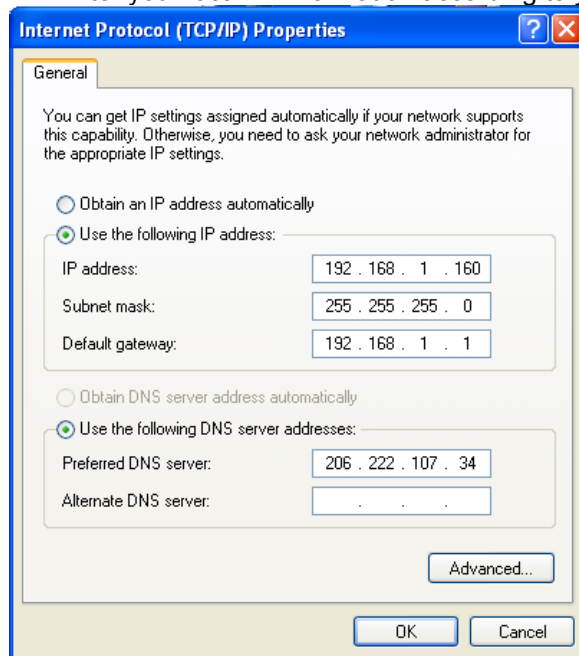 Internet Protocol (TCP/IP) Properties
General
You can get IP settings assigned automatically if your network supports
this capability. Otherwise, you need to ask your network administrator for
the appropriate IP settings.
Obtain an IP address automatically
Use the following IP address:
IP address: 192 . 168 . 1 . 160
Subnet mask: 255 . 255 . 255 . 0
Default gateway: 192 . 168 . 1 . 1
Obtain DNS server address automatically
Use the following DNS server addresses:
Preferred DNS server: 206 . 222 . 107 . 34
Alternate DNS server: . . .
Advanced...
OK Cancel